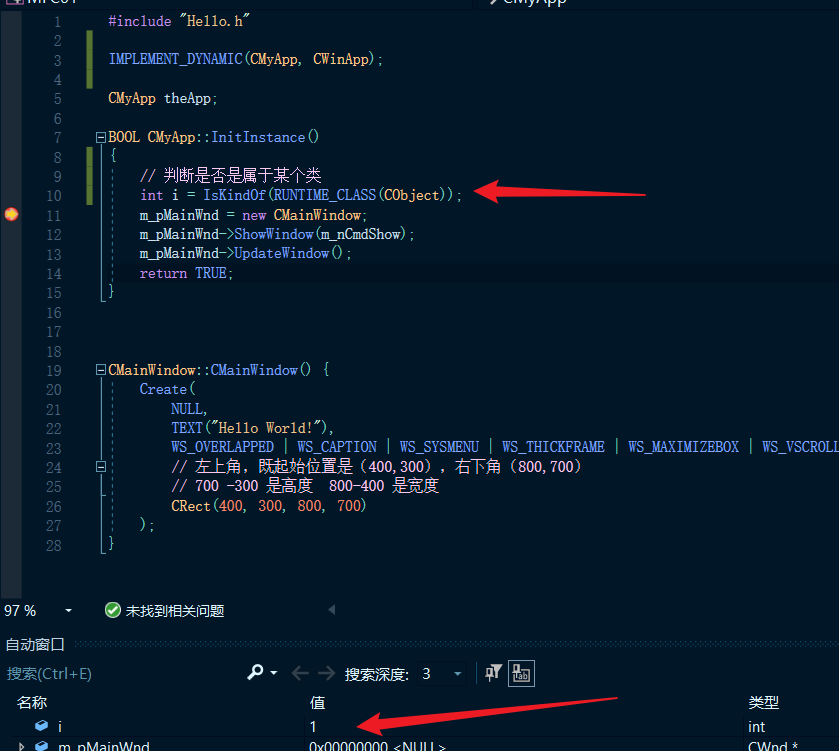 CMyApp
1 #include "Hello.h"
2
3 IMPLEMENT_DYNAMIC(CMyApp, CWinApp);
4
5 CMyApp theApp;
6
7 BOOL CMyApp::InitInstance()
8 {
9 // 判断是否是属于某个类
10 int i = IsKindOf(RUNTIME_CLASS(CObject));
11 m_pMainWnd = new CMainWindow;
12 m_pMainWnd->ShowWindow(m_nCmdShow);
13 m_pMainWnd->UpdateWindow();
14 return TRUE;
15 }
16
17
18
19 CMainWindow::CMainWindow() {
20 Create(
21 NULL,
22 TEXT("Hello World!"),
23 WS_OVERLAPPED | WS_CAPTION | WS_SYSMENU | WS_THICKFRAME | WS_MAXIMIZEBOX | WS_VSCROLL
24 // 左上角，既起始位置是（400,300），右下角（800,700）
25 // 700 -300 是高度 800-400 是宽度
26 CRect(400, 300, 800, 700)
27 );
28 }
97 % 未找到相关问题
自动窗口
搜索(Ctrl+E) 搜索深度: 3
名称 值 类型
i 1 int
m_pMainWnd 0x00000000 <NULL> CWnd *